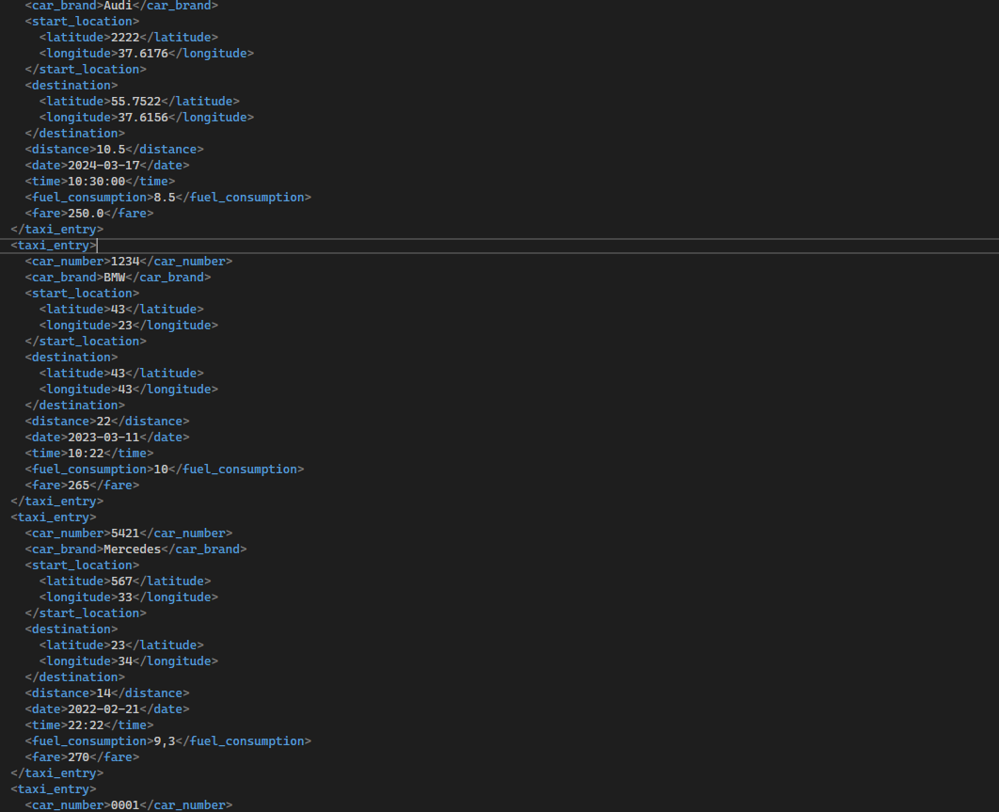 <car_brand>Audi</car_brand>
<start_location>
<latitude>2222</latitude>
<longitude>37.6176</longitude>
</start_location>
<destination>
<latitude>55.7522</latitude>
<longitude>37.6156</longitude>
</destination>
<distance>10.5</distance>
<date>2024-03-17</date>
<time>10:30:00</time>
<fuel_consumption>8.5</fuel_consumption>
<fare>250.0</fare>
</taxi_entry>
<taxi_entry>
<car_number>1234</car_number>
<car_brand>BMW</car_brand>
<start_location>
<latitude>43</latitude>
<longitude>23</longitude>
</start_location>
<destination>
<latitude>43</latitude>
<longitude>43</longitude>
</destination>
<distance>22</distance>
<date>2023-03-11</date>
<time>10:22</time>
<fuel_consumption>10</fuel_consumption>
<fare>265</fare>
</taxi_entry>
<taxi_entry>
<car_number>5421</car_number>
<car_brand>Mercedes</car_brand>
<start_location>
<latitude>567</latitude>
<longitude>33</longitude>
</start_location>
<destination>
<latitude>23</latitude>
<longitude>34</longitude>
</destination>
<distance>14</distance>
<date>2022-02-21</date>
<time>22:22</time>
<fuel_consumption>9,3</fuel_consumption>
<fare>270</fare>
</taxi_entry>
<taxi_entry>
<car_number>0001</car_number>